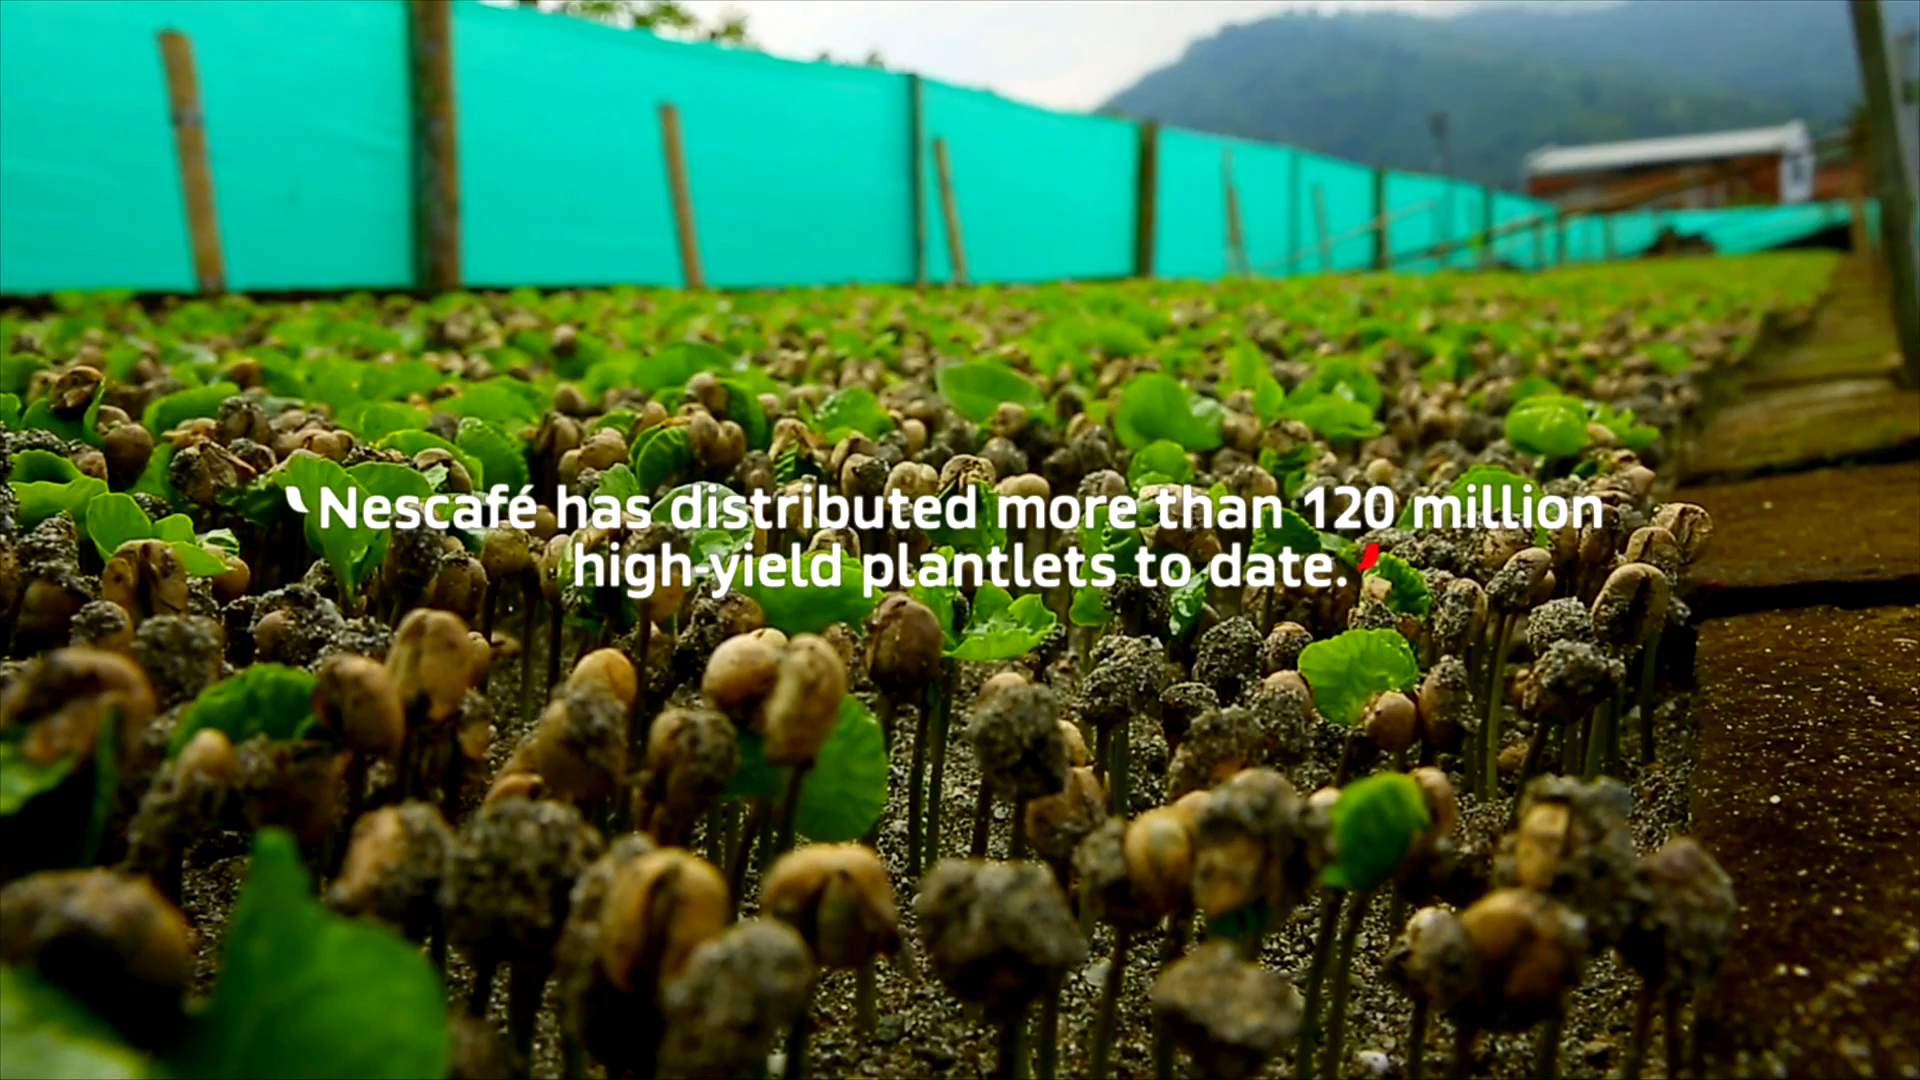 ‛Nescafé has distributed more than 120 million
high-yield plantlets to date.’